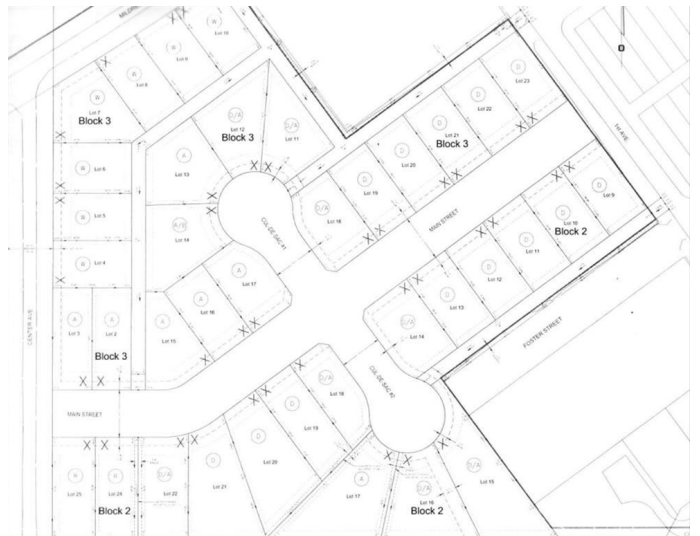 MILDRE
W
Lot 10
W
Lot 9
W
Lot 8
W
Lot 7
Block 3
D/A
Lot 12
Block 3
D/A
Lot 11
A
Lot 13
W
Lot 6
W
Lot 5
W
Lot 4
Lot 14
CUL DE SAC #1
A
Lot 17
A
Lot 16
A
Lot 15
A
Lot 3
A
Lot 2
Block 3
CENTER AVE
MAIN STREET
D
Lot 23
D
Lot 22
D
Lot 21
Block 3
D
Lot 20
D
Lot 19
D/A
Lot 18
MAIN STREET
1st AVE.
D
Lot 9
D
Lot 10
Block 2
D
Lot 11
D
Lot 12
D
Lot 13
D/A
Lot 14
FOSTER STREET
CUL DE SAC #2
D/A
Lot 18
D
Lot 19
D
Lot 20
D
Lot 21
D/A
Lot 22
Lot 24
Lot 25
Block 2
A
Lot 17
D/A
Lot 16
Block 2
D/A
Lot 15